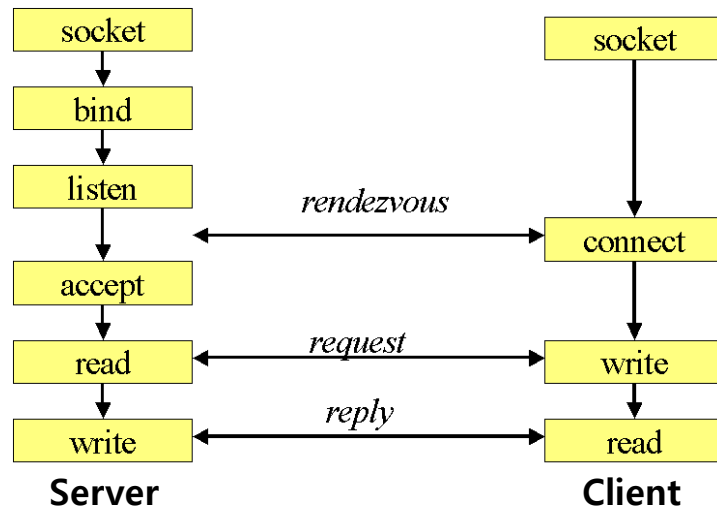 socket
bind
listen
accept
read
write
Server
rendezvous
request
reply
socket
connect
write
read
Client